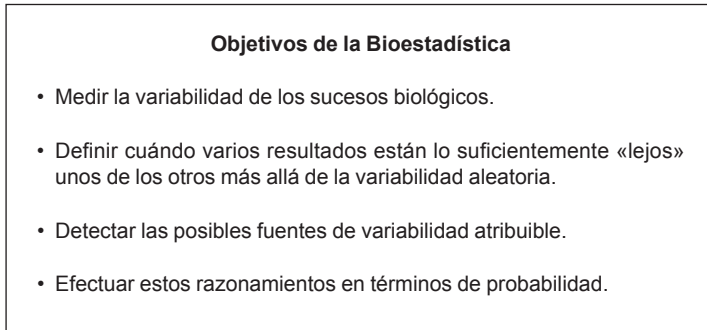 Objetivos de la Bioestadística
• Medir la variabilidad de los sucesos biológicos.
• Definir cuándo varios resultados están lo suficientemente «lejos»
unos de los otros más allá de la variabilidad aleatoria.
• Detectar las posibles fuentes de variabilidad atribuible.
• Efectuar estos razonamientos en términos de probabilidad.